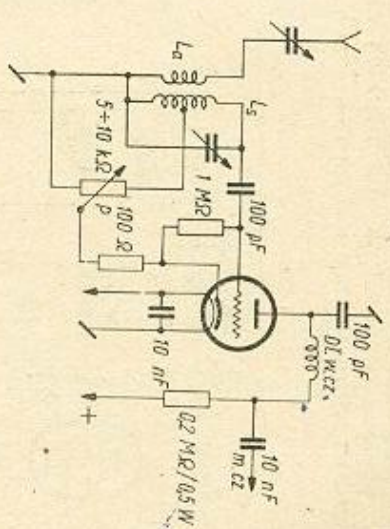 La
Ls
5÷10 kΩ
P
100 Ω
1 MΩ
100 pF
10 nF
100 pF
Dł. w.cz.
0,2 MΩ/0,5 W
10 nF
m.cz
+